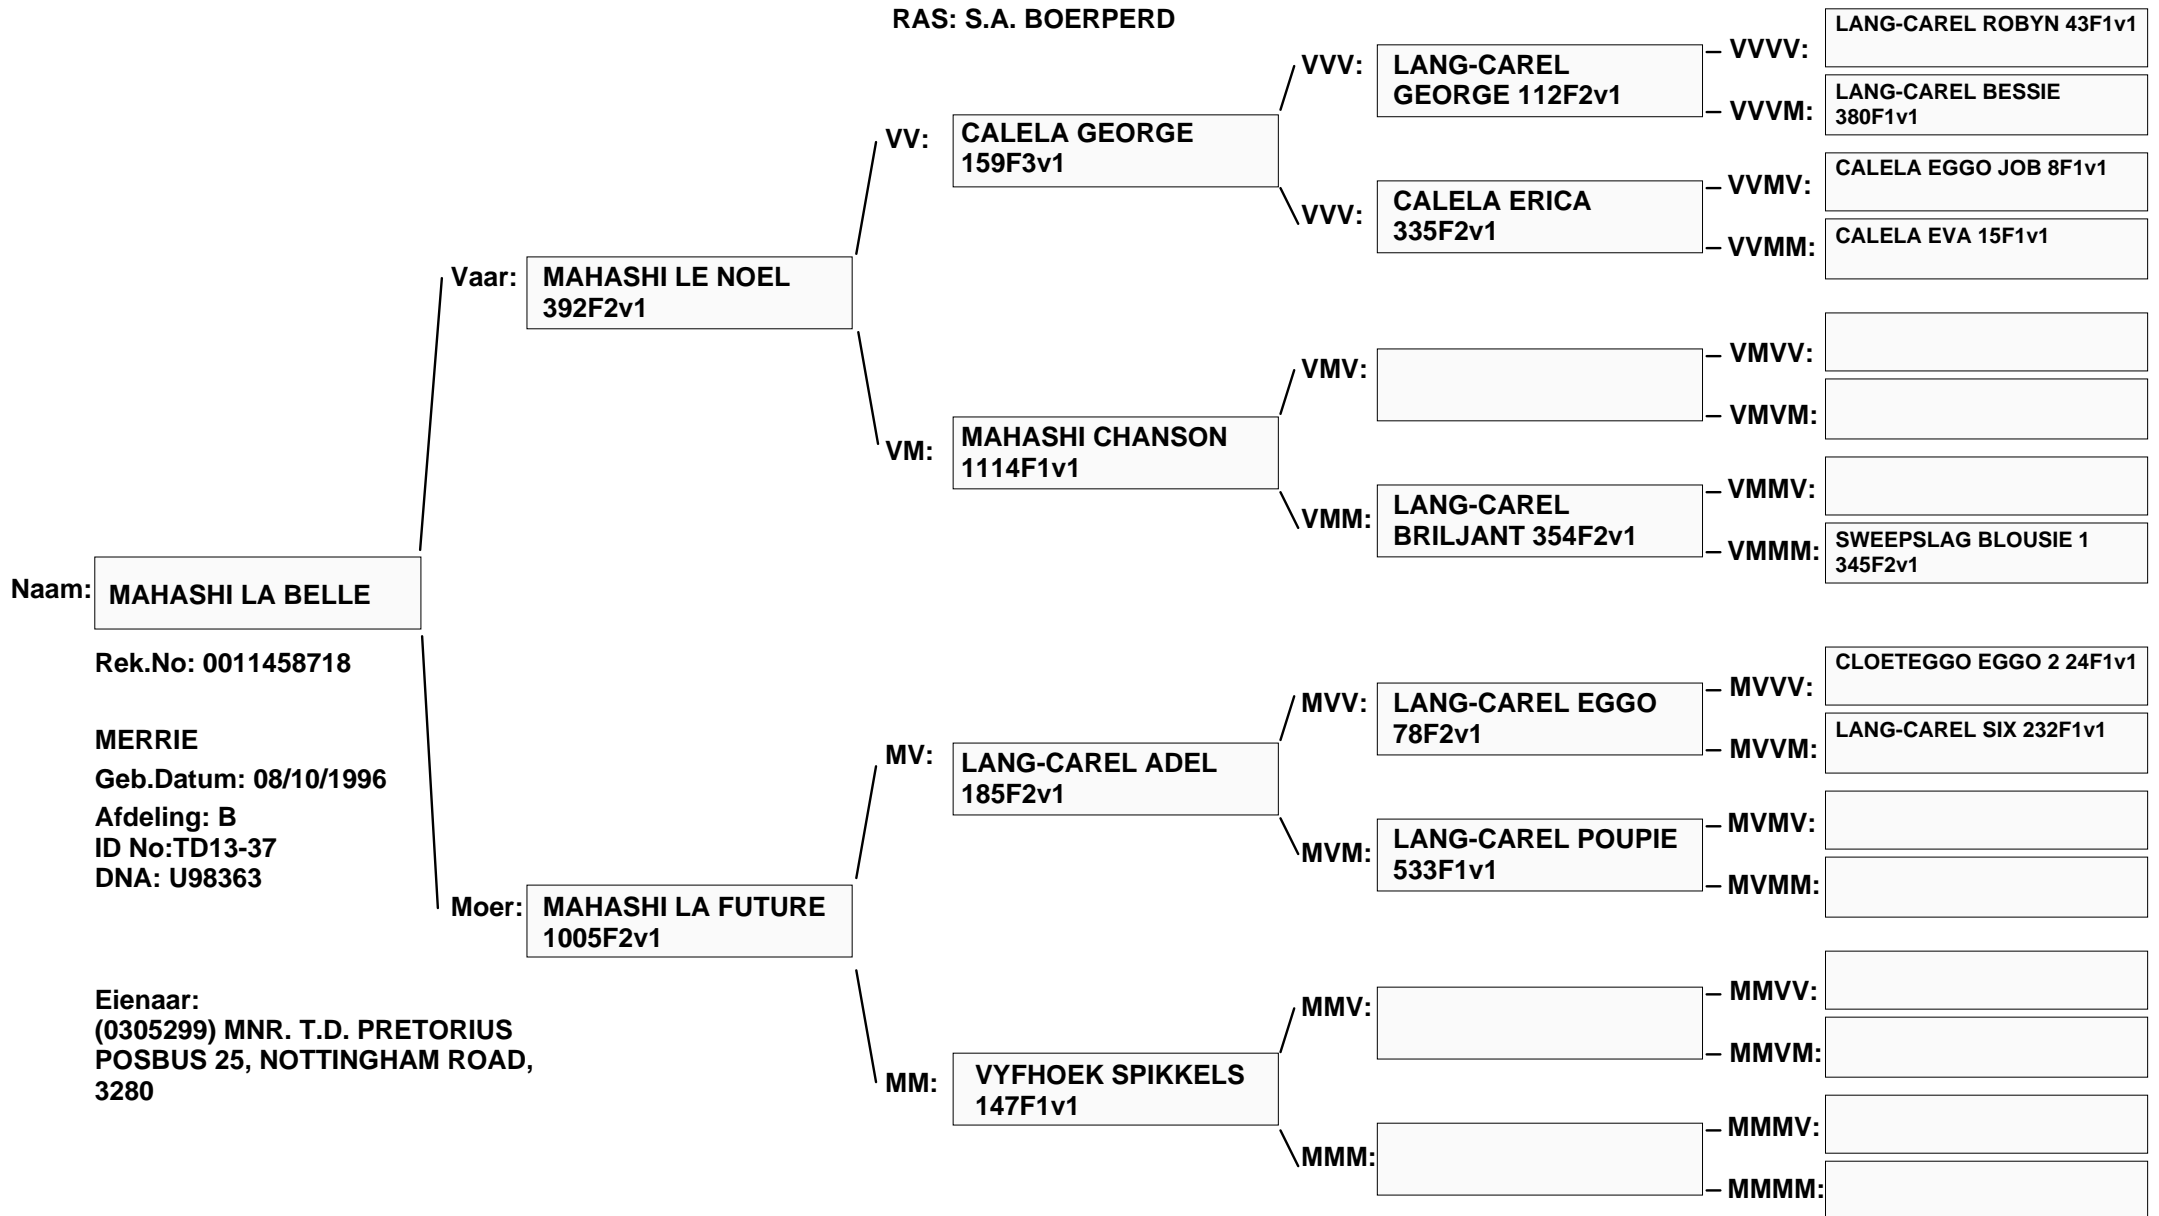 RAS: S.A. BOERPERD
Naam:
MAHASHI LA BELLE
Rek.No: 0011458718
MERRIE
Geb.Datum: 08/10/1996
Afdeling: B
ID No:TD13-37
DNA: U98363
Eienaar:
(0305299) MNR. T.D. PRETORIUS
POSBUS 25, NOTTINGHAM ROAD,
3280
Vaar:
MAHASHI LE NOEL
392F2v1
Moer:
MAHASHI LA FUTURE
1005F2v1
VV:
CALELA GEORGE
159F3v1
VM:
MAHASHI CHANSON
1114F1v1
MV:
LANG-CAREL ADEL
185F2v1
MM:
VYFHOEK SPIKKELS
147F1v1
VVV:
LANG-CAREL
GEORGE 112F2v1
VVV:
CALELA ERICA
335F2v1
VMV:
VMM:
LANG-CAREL
BRILJANT 354F2v1
MVV:
LANG-CAREL EGGO
78F2v1
MVM:
LANG-CAREL POUPIE
533F1v1
MMV:
MMM:
VVVV:
LANG-CAREL ROBYN 43F1v1
VVVM:
LANG-CAREL BESSIE
380F1v1
VVMV:
CALELA EGGO JOB 8F1v1
VVMM:
CALELA EVA 15F1v1
VMVV:
VMVM:
VMMV:
VMMM:
SWEEPSLAG BLOUSIE 1
345F2v1
MVVV:
CLOETEGGO EGGO 2 24F1v1
MVVM:
LANG-CAREL SIX 232F1v1
MVMV:
MVMM:
MMVV:
MMVM:
MMMV:
MMMM: